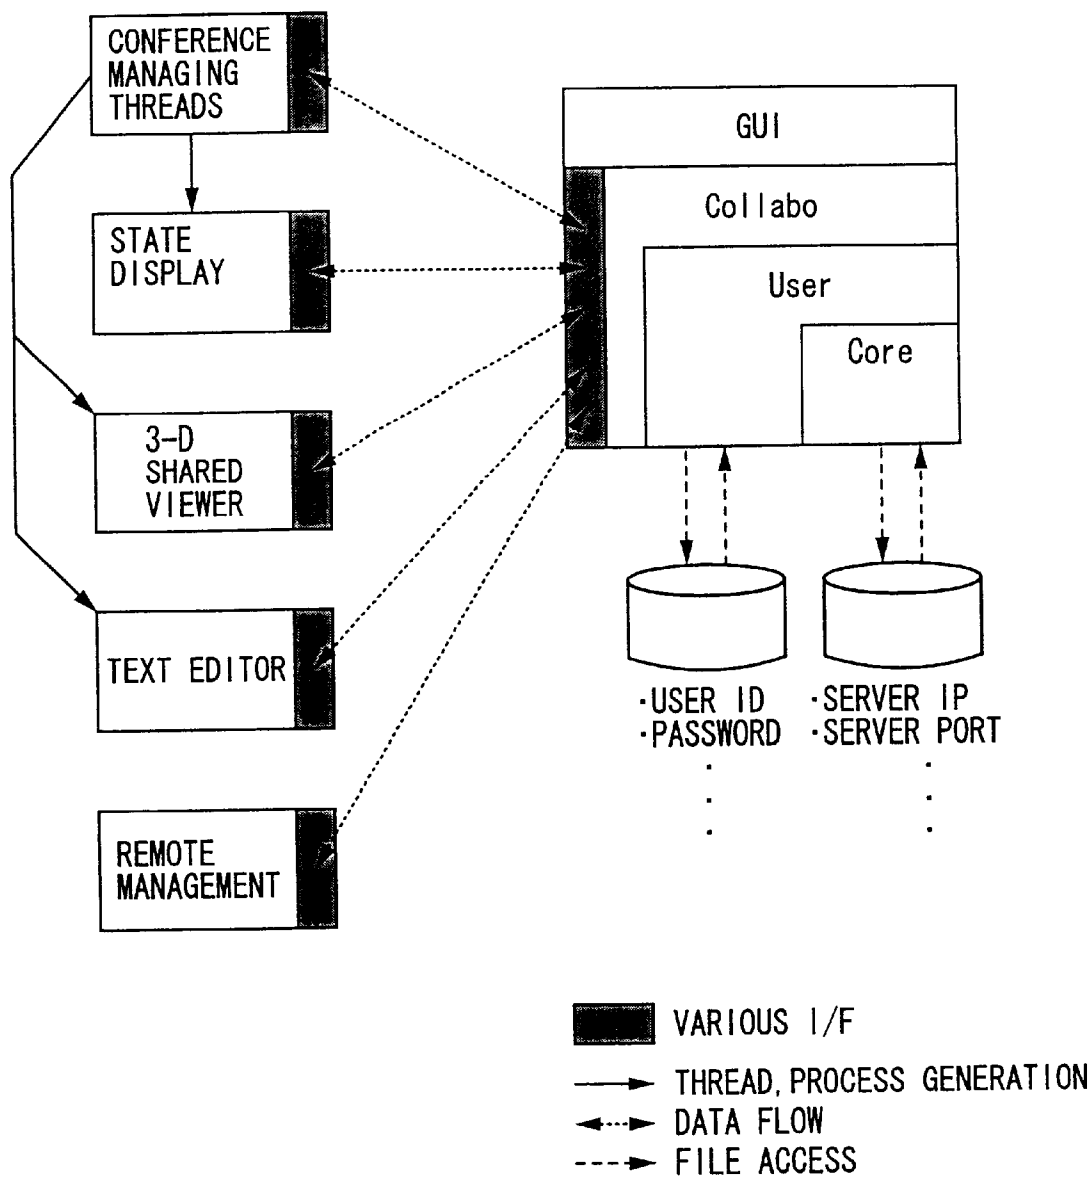 CONFERENCE
MANAGING
THREADS
STATE
DISPLAY
3-D
SHARED
VIEWER
TEXT EDITOR
REMOTE
MANAGEMENT
GUI
Collabo
User
Core
·USER ID
·PASSWORD
·SERVER IP
·SERVER PORT
VARIOUS I/F
THREAD, PROCESS GENERATION
DATA FLOW
FILE ACCESS